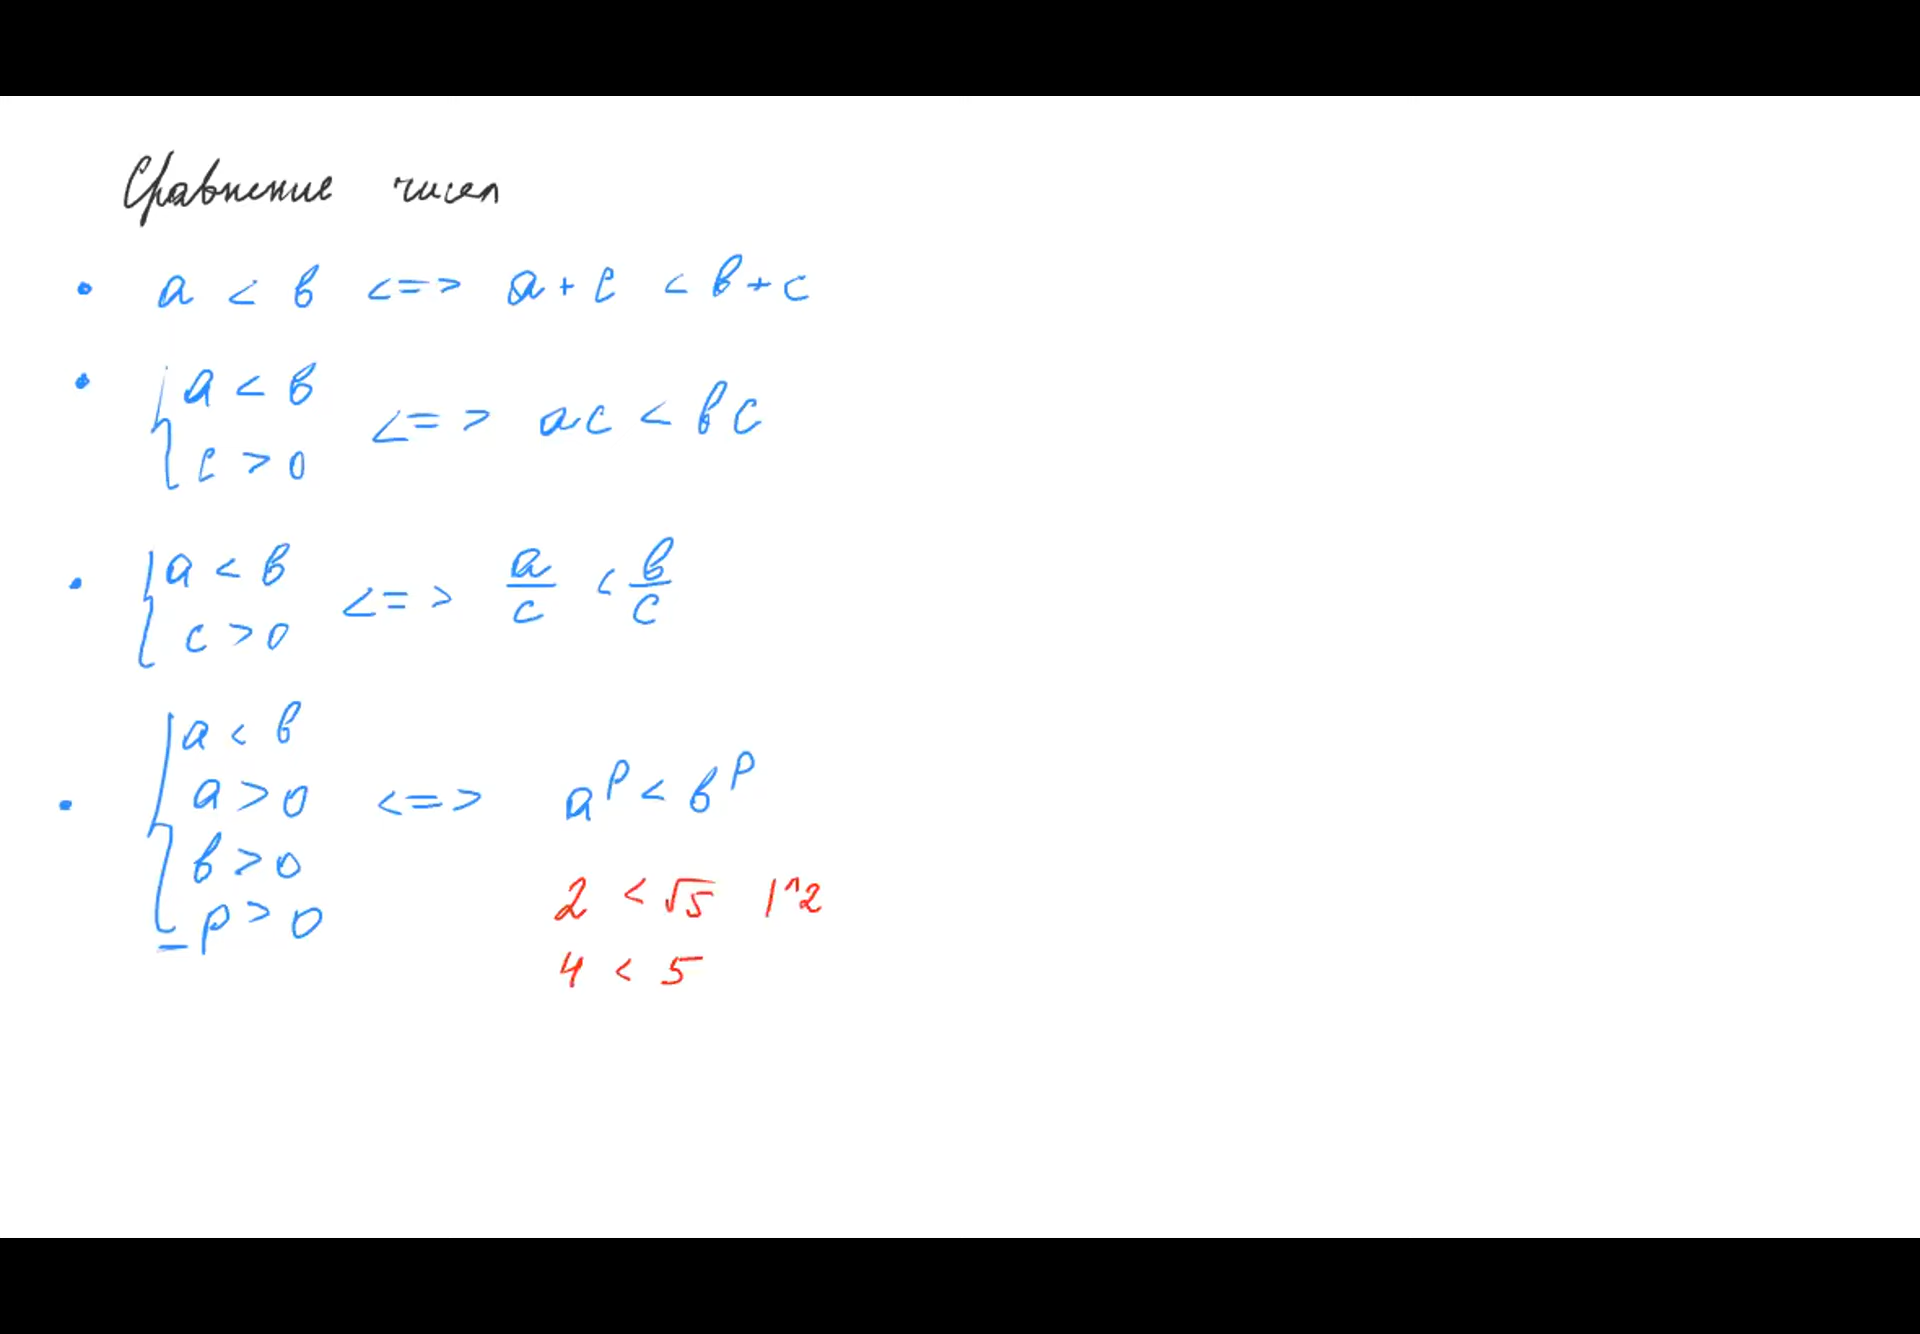 Сравнение чисел
• a < b <=> a + c < b + c
• { a < b
c > 0 <=> ac < bc
• { a < b
c > 0 <=> a/c < b/c
• { a < b
a > 0 <=> a^p < b^p
b > 0
p > 0
2 < √5 |^2
4 < 5